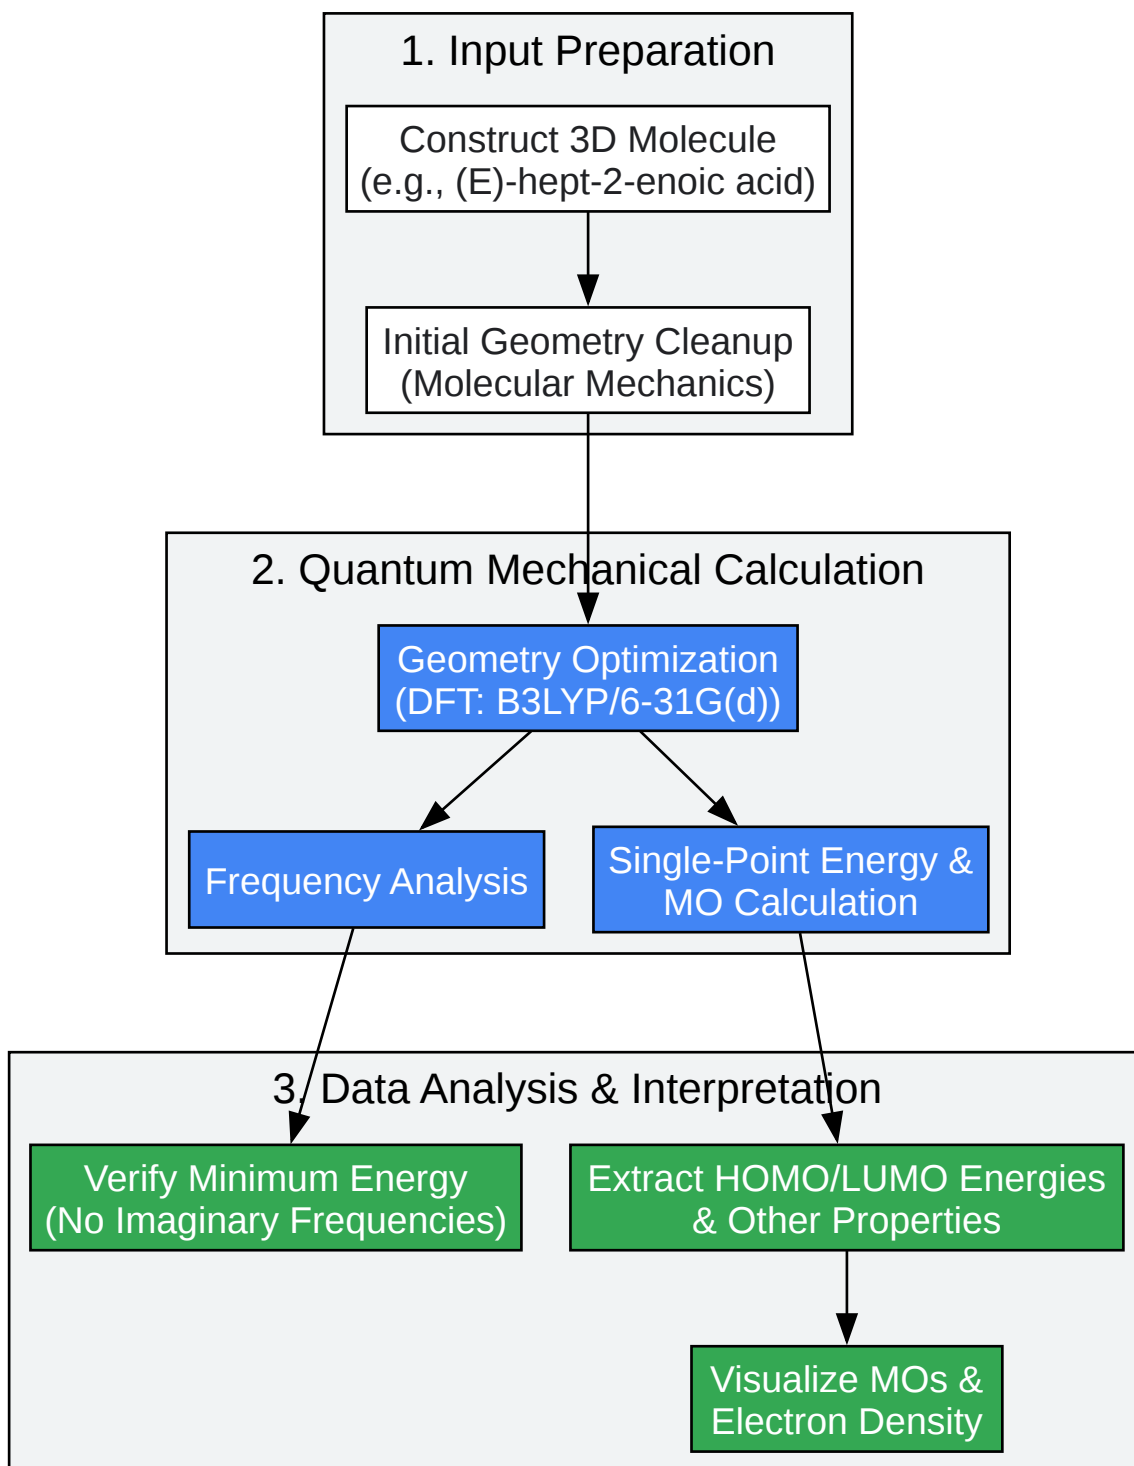 1. Input Preparation
Construct 3D Molecule
(e.g., (E)-hept-2-enoic acid)
Initial Geometry Cleanup
(Molecular Mechanics)
2. Quantum Mechanical Calculation
Geometry Optimization
(DFT: B3LYP/6-31G(d))
Frequency Analysis
Single-Point Energy &
MO Calculation
3. Data Analysis & Interpretation
Verify Minimum Energy
(No Imaginary Frequencies)
Extract HOMO/LUMO Energies
& Other Properties
Visualize MOs &
Electron Density